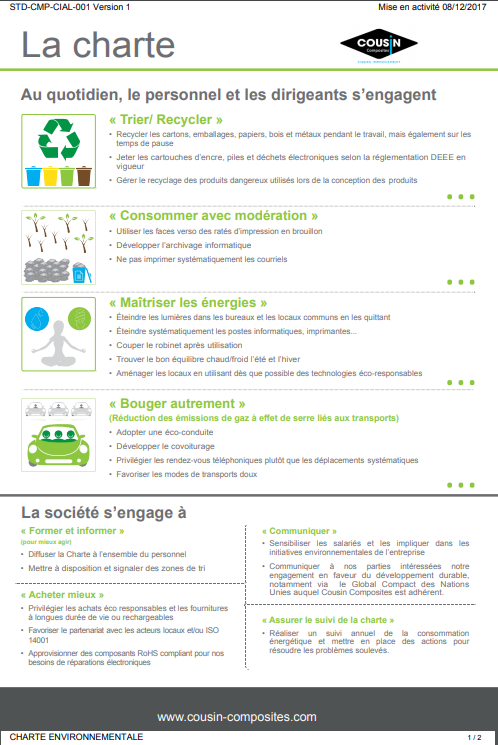 STD-CMP-CIAL-001 Version 1
Mise en activité 08/12/2017
La charte
COUSIN
Composites
Au quotidien, le personnel et les dirigeants s'engagent
« Trier/ Recycler »
• Recycler les cartons, emballages, papiers, bois et métaux pendant le travail, mais également sur les
temps de pause
• Jeter les cartouches d'encre, piles et déchets électroniques selon la réglementation DEEE en
vigueur
• Gérer le recyclage des produits dangereux utilisés lors de la conception des produits
« Consommer avec modération »
• Utiliser les faces verso des ratés d'impression en brouillon
• Développer l'archivage informatique
• Ne pas imprimer systématiquement les courriels
« Maîtriser les énergies »
• Éteindre les lumières dans les bureaux et les locaux communs en les quittant
• Éteindre systématiquement les postes informatiques, imprimantes...
• Couper le robinet après utilisation
• Trouver le bon équilibre chaud/froid l'été et l'hiver
• Aménager les locaux en utilisant dés que possible des technologies éco-responsables
« Bouger autrement »
(Réduction des émissions de gaz à effet de serre liés aux transports)
• Adopter une éco-conduite
• Développer le covoiturage
• Privilégier les rendez-vous téléphoniques plutôt que les déplacements systématiques
• Favoriser les modes de transports doux
La société s'engage à
« Former et informer »
(pour mieux agir)
• Diffuser la Charte à l'ensemble du personnel
• Mettre à disposition et signaler des zones de tri
« Acheter mieux »
• Privilégier les achats éco responsables et les fournitures
à longues durée de vie ou rechargeables
• Favoriser le partenariat avec les acteurs locaux et/ou ISO
14001
• Approvisionner des composants RoHS compliant pour nos
besoins de réparations électroniques
« Communiquer »
• Sensibiliser les salariés et les impliquer dans les
initiatives environnementales de l'entreprise
• Communiquer à nos parties intéressées notre
engagement en faveur du développement durable,
notamment via le Global Compact des Nations
Unies auquel Cousin Composites est adhérent.
« Assurer le suivi de la charte »
• Réaliser un suivi annuel de la consommation
énergétique et mettre en place des actions pour
résoudre les problèmes soulevés.
www.cousin-composites.com
CHARTE ENVIRONNEMENTALE
1 / 2